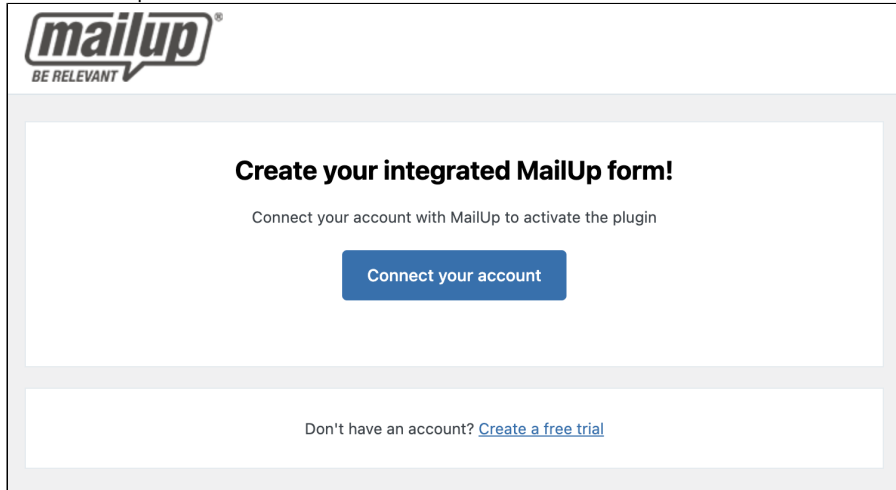 mailup®
BE RELEVANT
Create your integrated MailUp form!
Connect your account with MailUp to activate the plugin
Connect your account
Don't have an account? Create a free trial